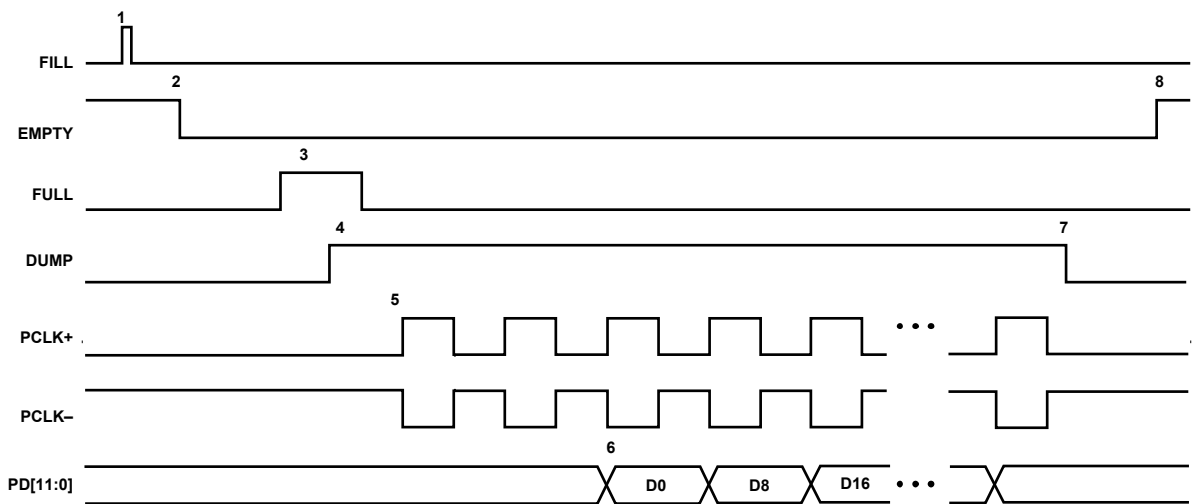 1
FILL
2
8
EMPTY
3
FULL
4
7
DUMP
5
PCLK+
• • •
PCLK–
6
PD[11:0]
D0
D8
D16
• • •